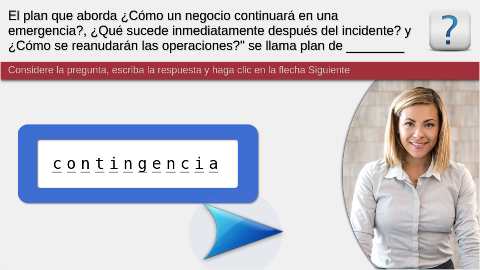 El plan que aborda ¿Cómo un negocio continuará en una
emergencia?, ¿Qué sucede inmediatamente después del incidente? y
¿Cómo se reanudarán las operaciones?" se llama plan de ________
?
Considere la pregunta, escriba la respuesta y haga clic en la flecha Siguiente
contingencia